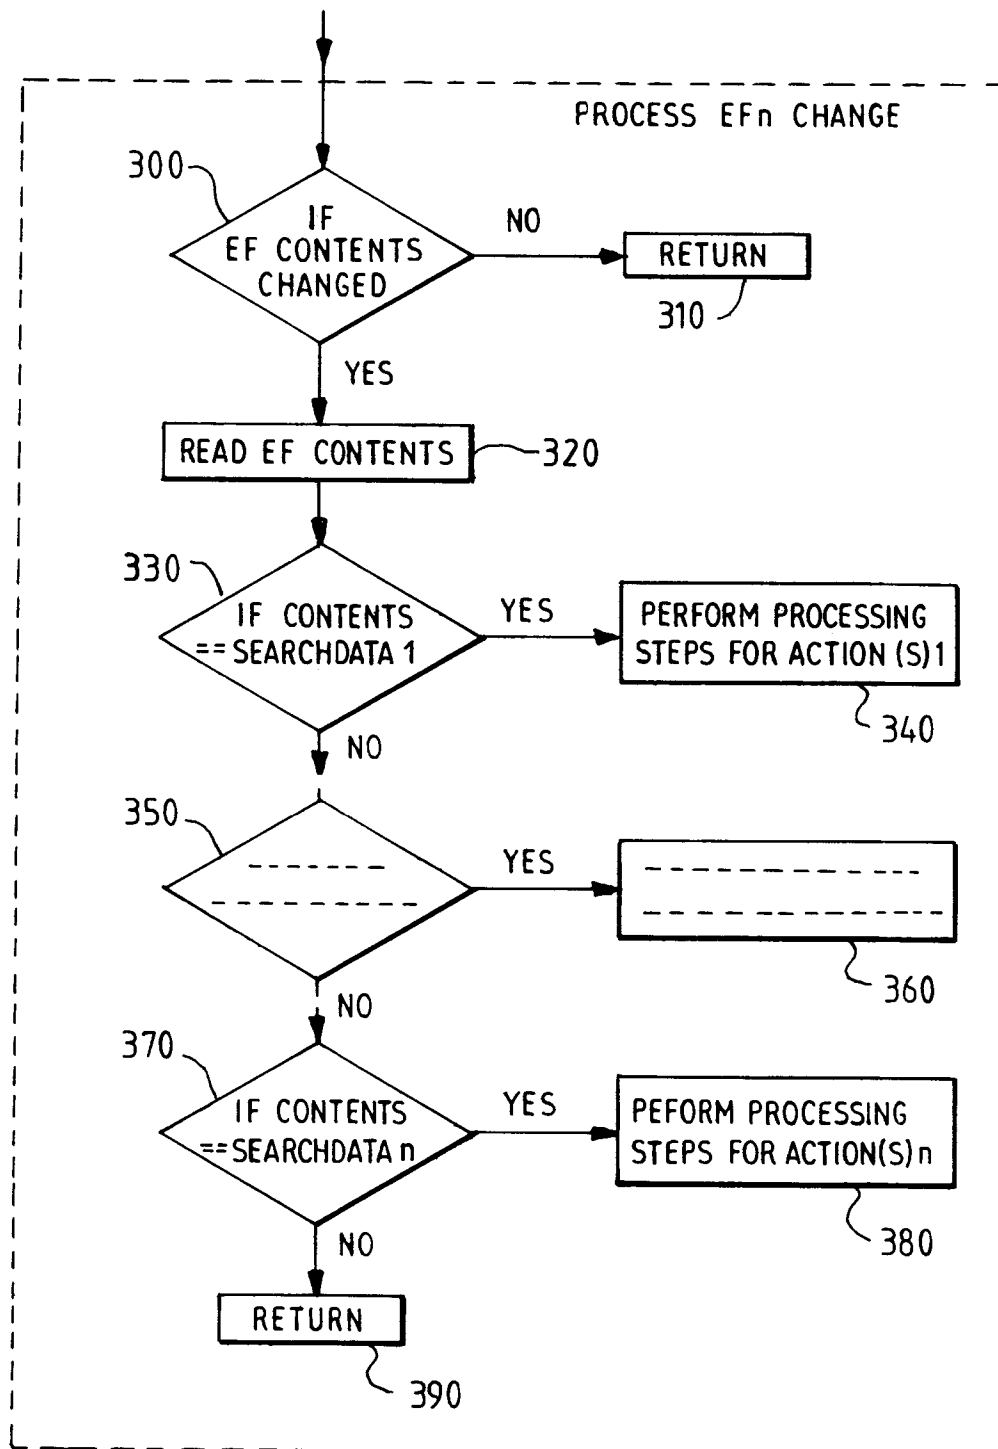 PROCESS EFn CHANGE
300
IF
EF CONTENTS
CHANGED
NO
RETURN
310
YES
READ EF CONTENTS
320
330
IF CONTENTS
==SEARCHDATA 1
YES
PERFORM PROCESSING
STEPS FOR ACTION (S)1
340
NO
350
YES
360
NO
370
IF CONTENTS
==SEARCHDATA n
YES
PEFORM PROCESSING
STEPS FOR ACTION(S)n
380
NO
RETURN
390